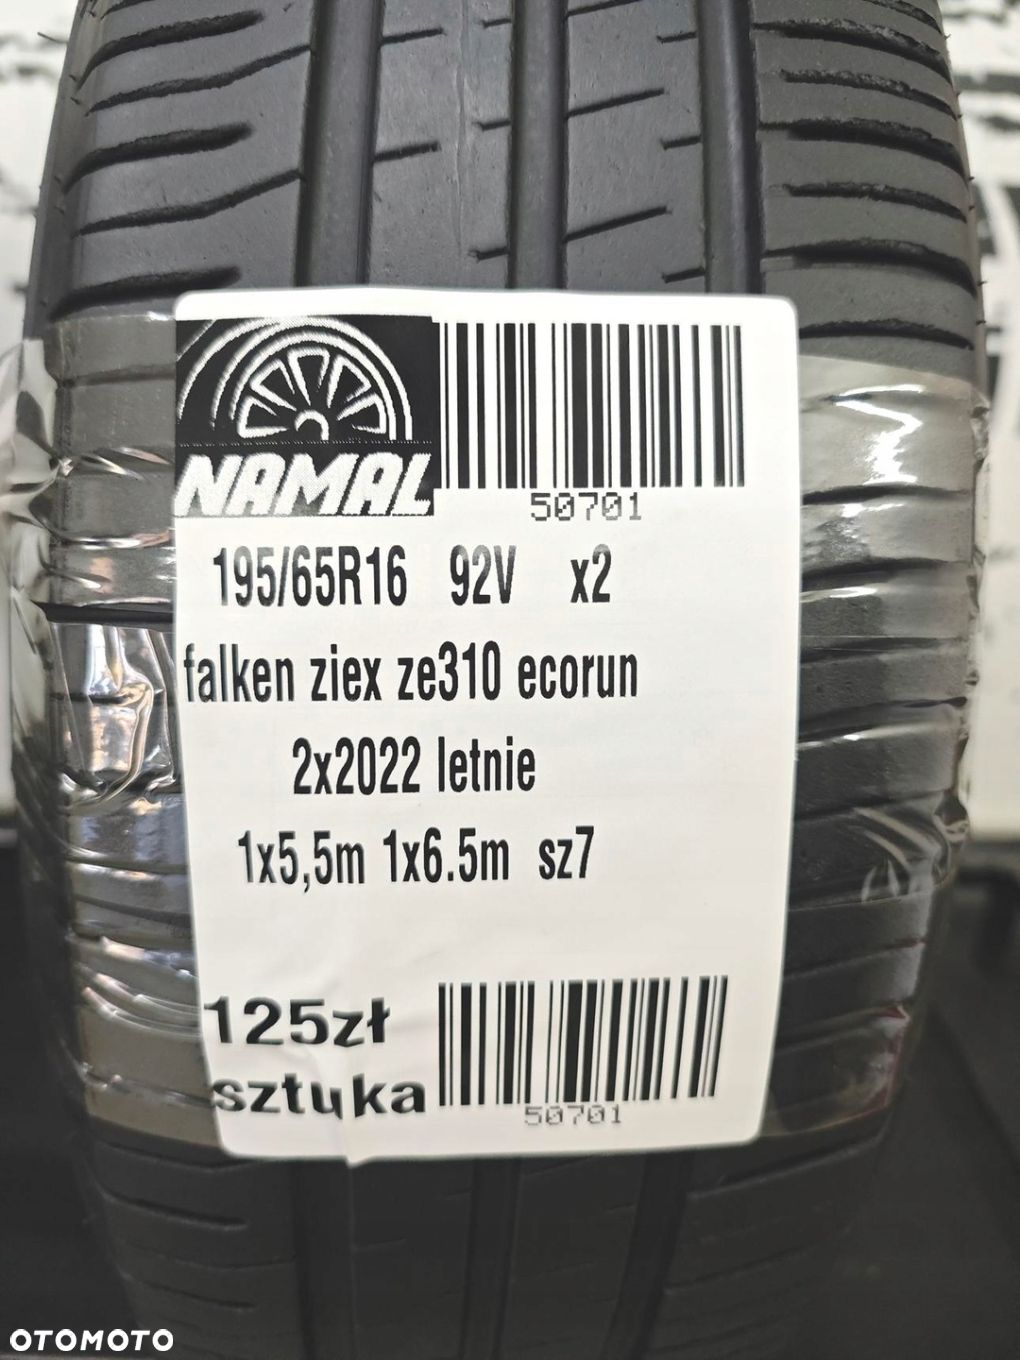 NAMAL
50701
195/65R16 92V x2
falken ziex ze310 ecorun
2x2022 letnie
1x5,5m 1x6.5m sz7
125zł
sztuka
50701
OTOMOTO